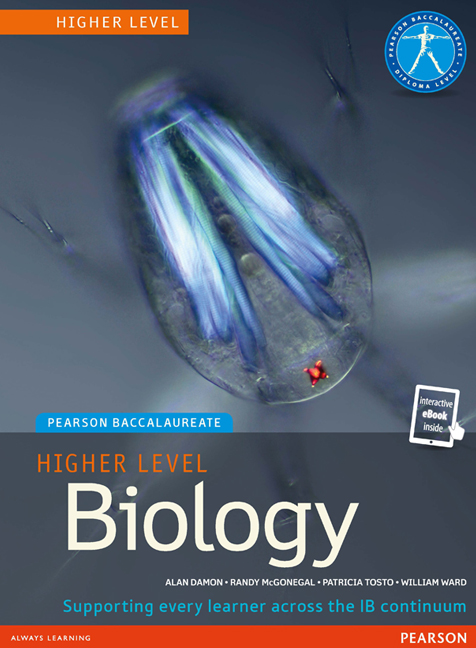 HIGHER LEVEL
PEARSON BACCALAUREATE
DIPLOMA LEVEL
interactive
eBook
inside
PEARSON BACCALAUREATE
HIGHER LEVEL
Biology
ALAN DAMON • RANDY McGONEGAL • PATRICIA TOSTO • WILLIAM WARD
Supporting every learner across the IB continuum
ALWAYS LEARNING
PEARSON